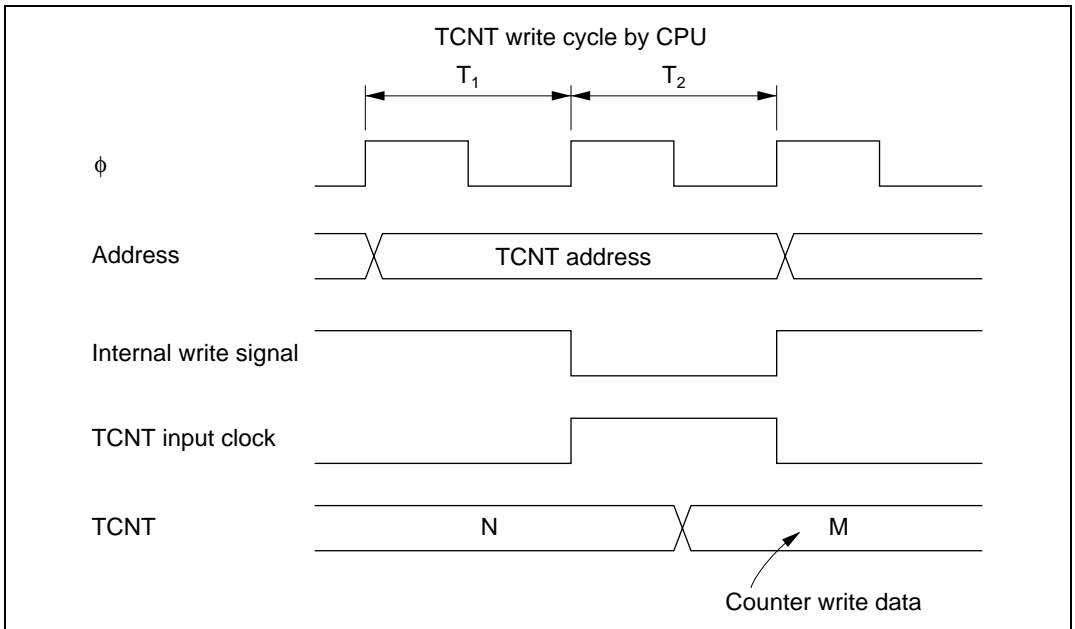 TCNT write cycle by CPU
T1 T2
ϕ
Address TCNT address
Internal write signal
TCNT input clock
TCNT N M
Counter write data